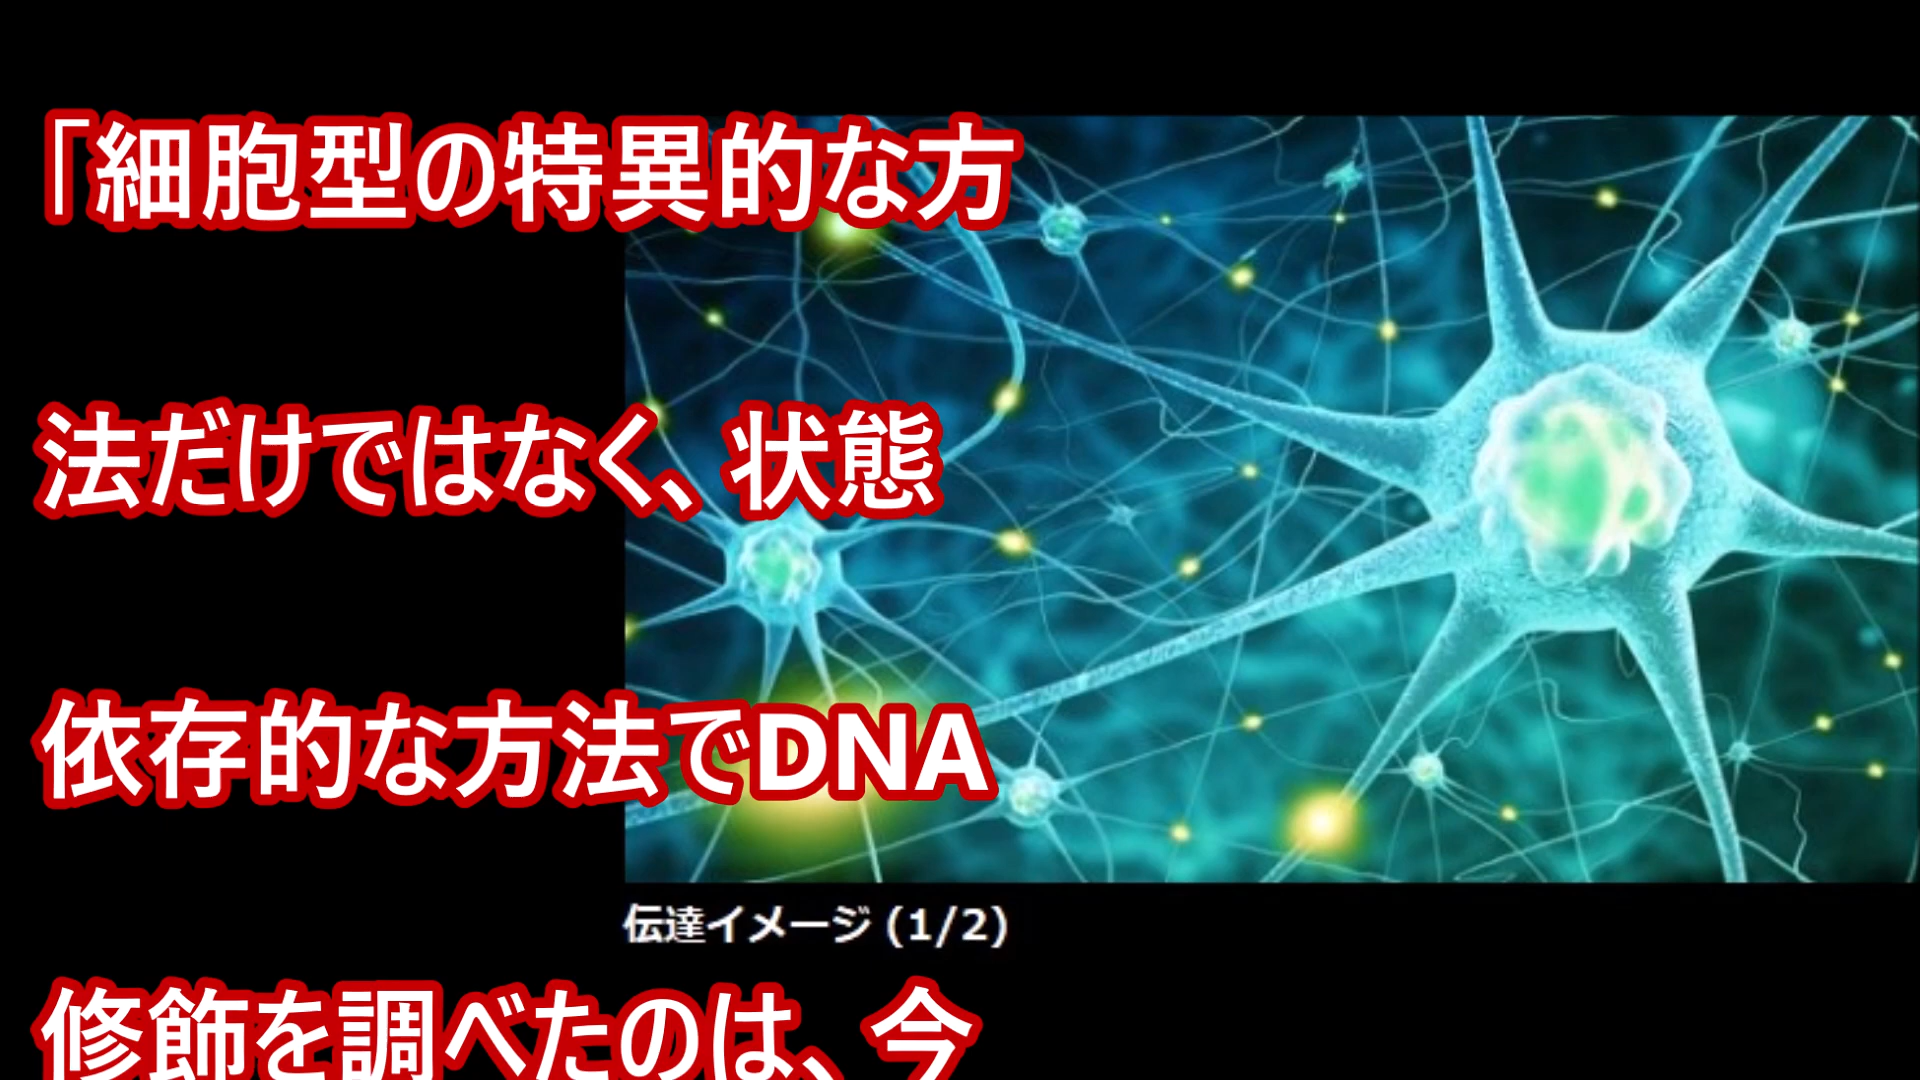 「細胞型の特異的な方
法だけではなく、状態
依存的な方法でDNA
伝達イメージ (1/2)
修飾を調べたのは、今